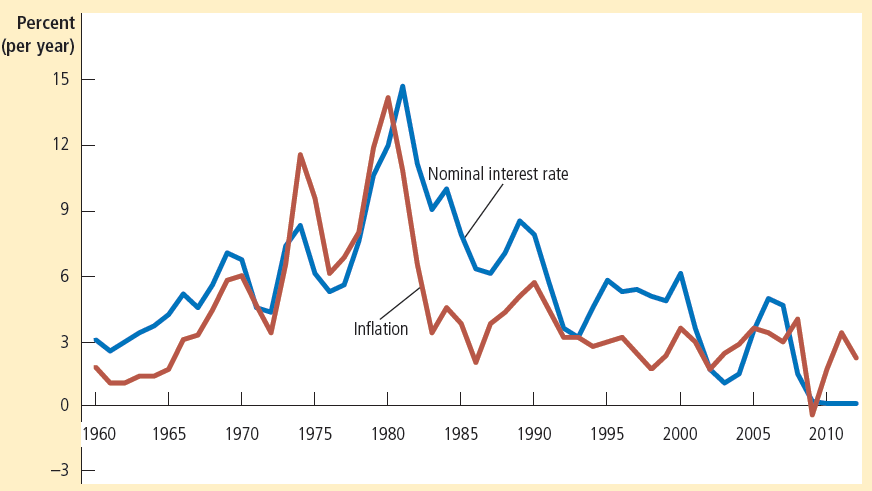 Percent
(per year)
15
12
9
6
3
0
−3
Nominal interest rate
Inflation
1960 1965 1970 1975 1980 1985 1990 1995 2000 2005 2010